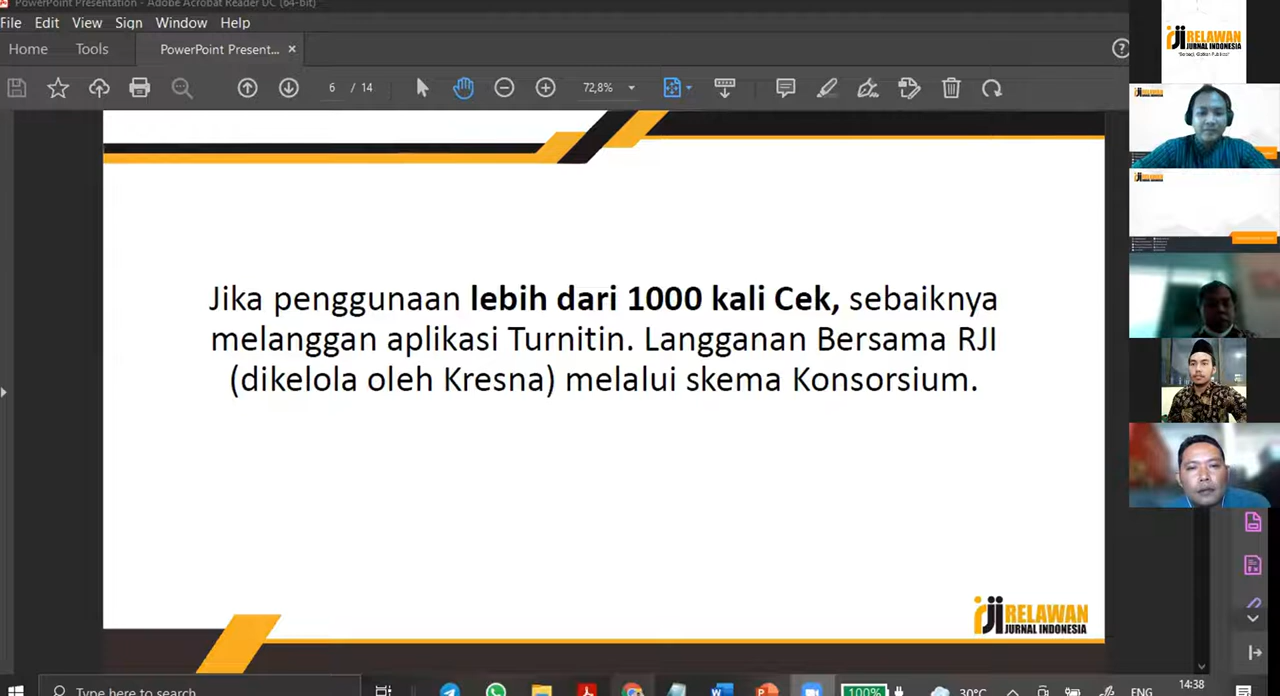 PowerPoint Presentation - Adobe Acrobat Reader DC (64-bit)
File Edit View Sign Window Help
Home Tools PowerPoint Present... ×
6 / 14 72,8%
Jika penggunaan lebih dari 1000 kali Cek, sebaiknya
melanggan aplikasi Turnitin. Langganan Bersama RJI
(dikelola oleh Kresna) melalui skema Konsorsium.
RELAWAN
JURNAL INDONESIA
RELAWAN
JURNAL INDONESIA
Type here to search
100% 30°C ENG 14:38